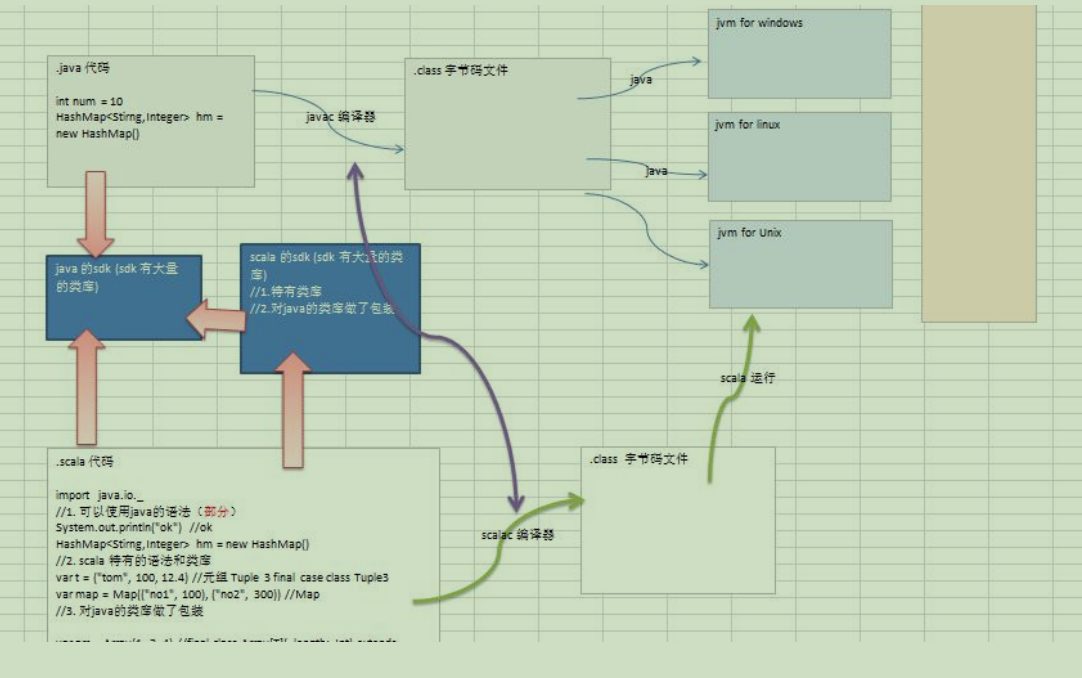 .java 代码
int num = 10
HashMap<Stirng,Integer> hm =
new HashMap()
javac 编译器
.class 字节码文件
java
java
jvm for windows
jvm for linux
jvm for Unix
java 的sdk (sdk 有大量
的类库)
scala 的sdk (sdk 有大量的类
库)
//1.特有类库
//2.对java的类库做了包装
scala 运行
.scala 代码
import java.io._
//1. 可以使用java的语法（部分）
System.out.println("ok") //ok
HashMap<Stirng,Integer> hm = new HashMap()
//2. scala 特有的语法和类库
var t = ("tom", 100, 12.4) //元组 Tuple 3 final case class Tuple3
var map = Map(("no1", 100), ("no2", 300)) //Map
//3. 对java的类库做了包装
scalac 编译器
.class 字节码文件